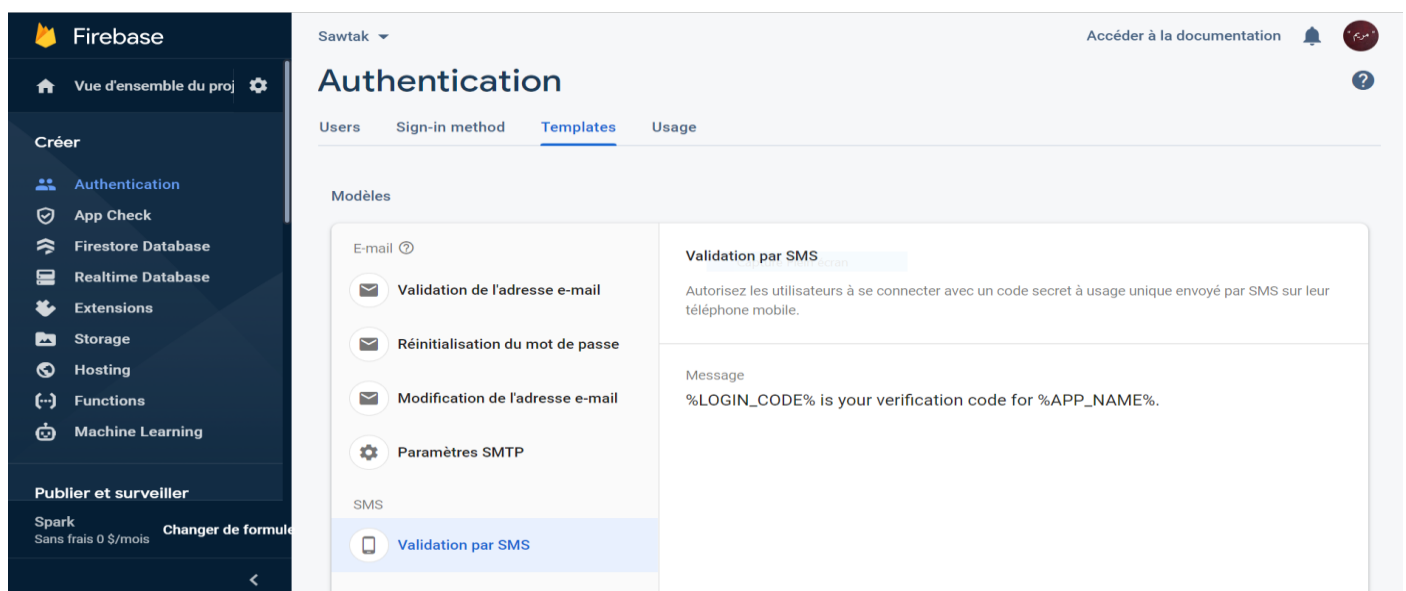 Firebase
Sawtak
Accéder à la documentation
Vue d'ensemble du proj
Authentication
Users Sign-in method Templates Usage
Créer
Authentication
App Check
Firestore Database
Realtime Database
Extensions
Storage
Hosting
Functions
Machine Learning
Publier et surveiller
Spark
Sans frais 0 $/mois
Changer de formule
Modèles
E-mail
Validation de l'adresse e-mail
Réinitialisation du mot de passe
Modification de l'adresse e-mail
Paramètres SMTP
SMS
Validation par SMS
Validation par SMS
Autorisez les utilisateurs à se connecter avec un code secret à usage unique envoyé par SMS sur leur
téléphone mobile.
Message
%LOGIN_CODE% is your verification code for %APP_NAME%.